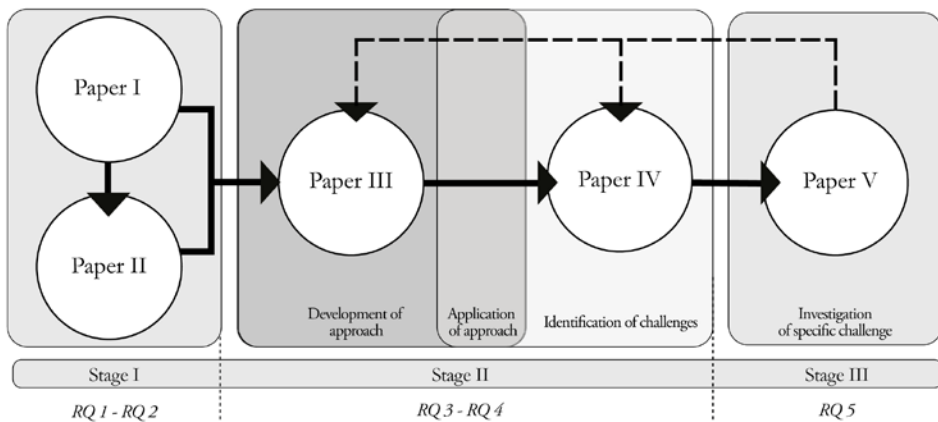 Paper I
Paper II
Paper III
Paper IV
Paper V
Development of
approach
Application
of approach
Identification of challenges
Investigation
of specific challenge
Stage I
Stage II
Stage III
RQ 1 - RQ 2
RQ 3 - RQ 4
RQ 5